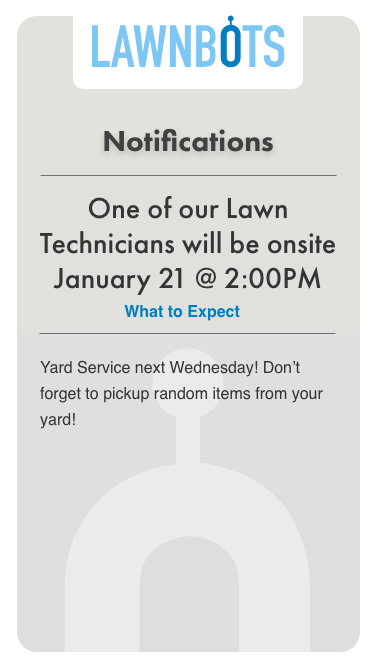 LAWNBOTS
Notifications
One of our Lawn
Technicians will be onsite
January 21 @ 2:00PM
What to Expect
Yard Service next Wednesday! Don’t
forget to pickup random items from your
yard!